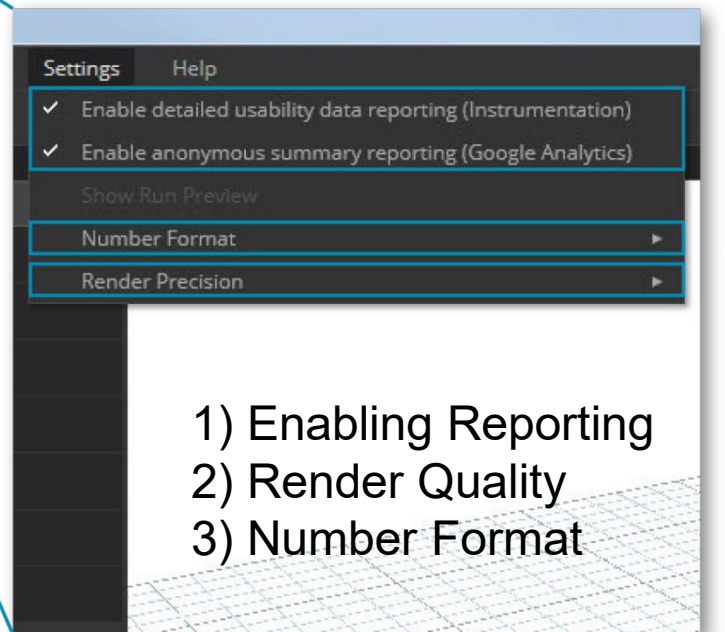 Settings Help
✓ Enable detailed usability data reporting (Instrumentation)
✓ Enable anonymous summary reporting (Google Analytics)
Show Run Preview
Number Format ▸
Render Precision ▸
1) Enabling Reporting
2) Render Quality
3) Number Format